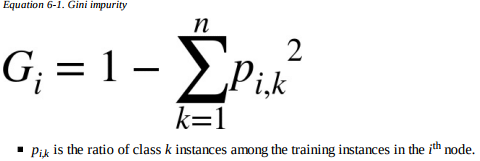 Equation 6-1. Gini impurity
G_i = 1 − ∑_{k=1}^{n} p_{i,k}^2
▪ p_{i,k} is the ratio of class k instances among the training instances in the i^th node.